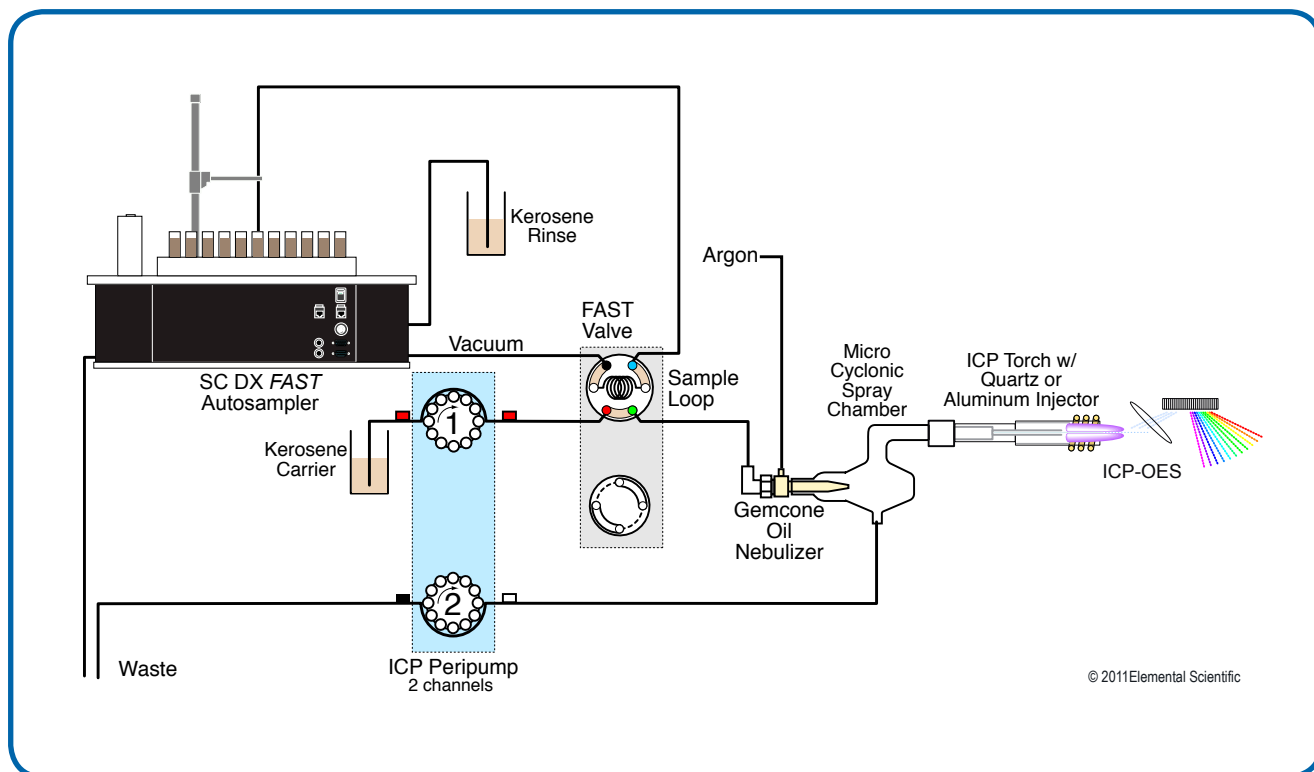 Kerosene
Rinse
Argon
FAST
Valve
Vacuum
SC DX FAST
Autosampler
Sample
Loop
Micro
Cyclonic
Spray
Chamber
ICP Torch w/
Quartz or
Aluminum Injector
1
Kerosene
Carrier
ICP-OES
Gemcone
Oil
Nebulizer
2
Waste
ICP Peripump
2 channels
© 2011Elemental Scientific